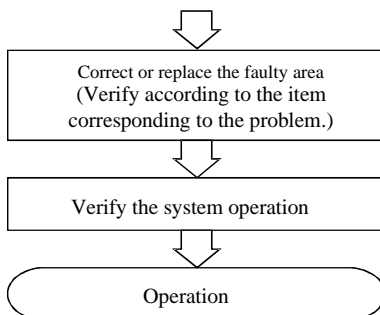 Correct or replace the faulty area
(Verify according to the item
corresponding to the problem.)
Verify the system operation
Operation